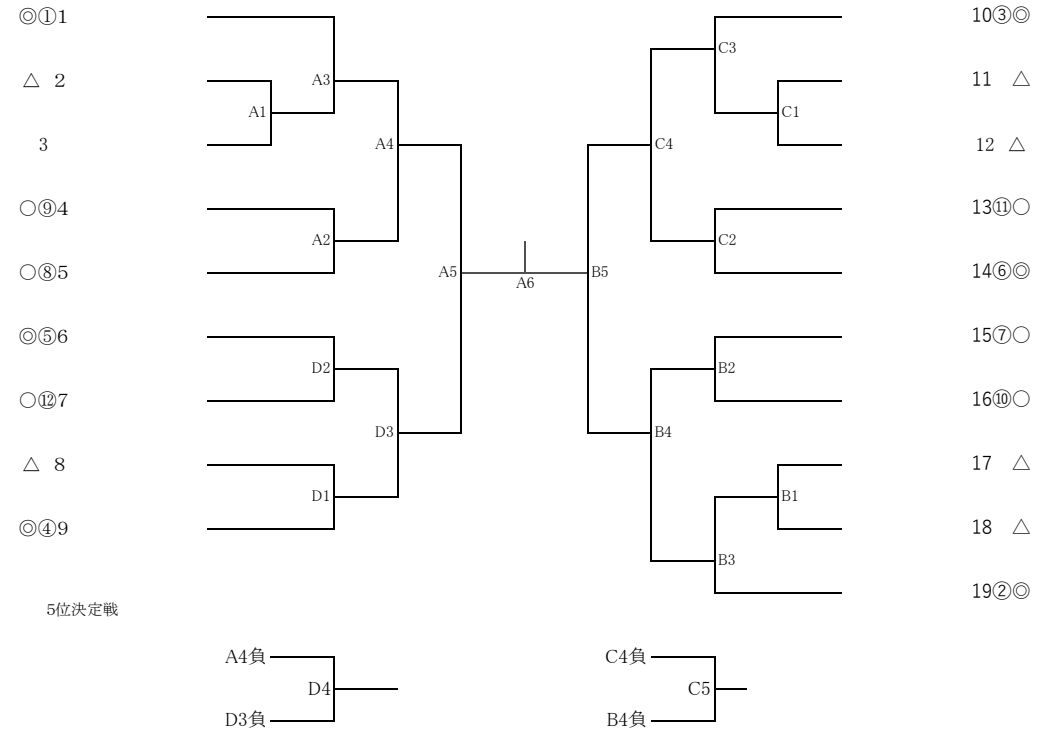 ◎①1
10③◎
C3
△ 2
A3
11 △
A1
C1
3
A4
C4
12 △
○⑨4
13⑪○
A2
C2
○⑧5
A5
B5
14⑥◎
A6
◎⑤6
15⑦○
D2
B2
○⑫7
16⑩○
D3
B4
△ 8
17 △
D1
B1
◎④9
18 △
B3
19②◎
5位決定戦
A4負
C4負
D4
C5
D3負
B4負